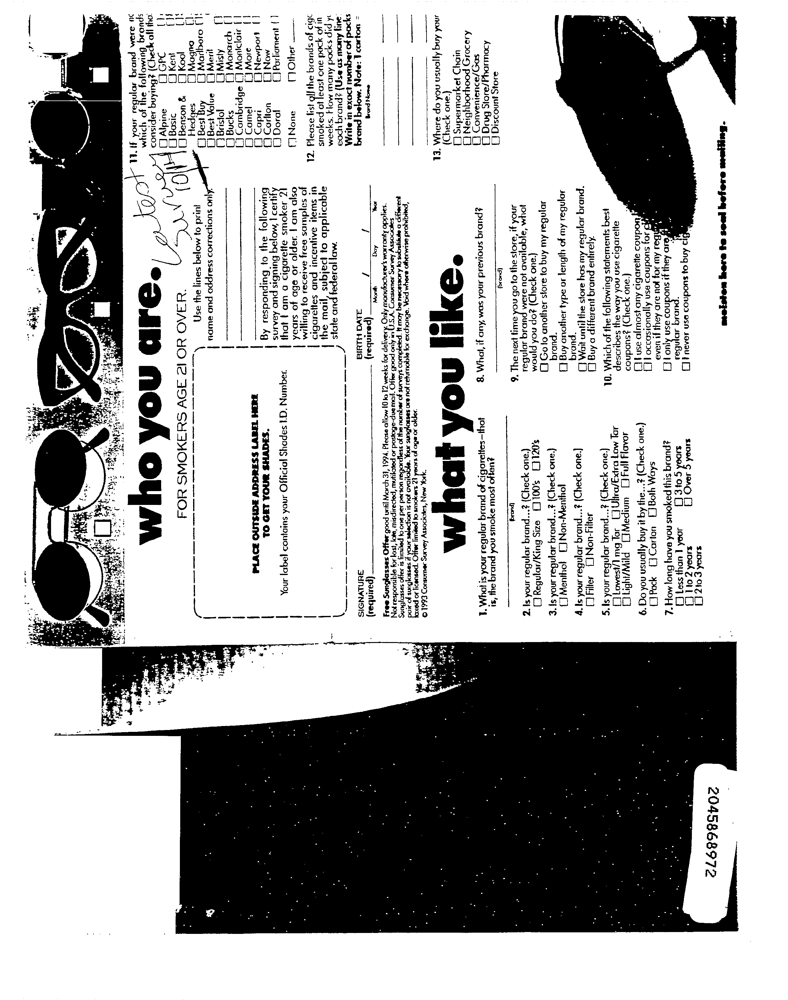 who you are.
FOR SMOKERS AGE 21 OR OVER.
Latest
Survey
10/14
PLACE OUTSIDE ADDRESS LABEL HERE
TO GET YOUR SHADES.
Your label contains your Official Shades I.D. Number.
Use the lines below to print
name and address corrections only.
By responding to the following
survey and signing below, I certify
that I am a cigarette smoker 21
years of age or older. I am also
willing to receive free samples of
cigarettes and incentive items in
the mail, subject to applicable
state and federal law.
SIGNATURE
(required)
BIRTH DATE
(required)
Month / Day / Year
Free Sunglasses Offer good until March 31, 1994. Please allow 10 to 12 weeks for delivery. Only manufacturer's warranty applies.
Not responsible for lost, late, misdirected, mutilated or postage-due mail. Offer good only in U.S.A. Consumer Survey Associates
Sunglasses offer is limited to one per person regardless of the number of surveys completed. It may be necessary to substitute a different
pair of sunglasses if your selection is not available. Your sunglasses are not returnable for exchange. Void where otherwise prohibited,
taxed or licensed. Offer limited to smokers 21 years of age or older.
© 1993 Consumer Survey Associates, New York.
what you like.
1. What is your regular brand of cigarettes–that
is, the brand you smoke most often?
(brand)
2. Is your regular brand...? (Check one.)
☐ Regular/King Size ☐ 100's ☐ 120's
3. Is your regular brand...? (Check one.)
☐ Menthol ☐ Non-Menthol
4. Is your regular brand...? (Check one.)
☐ Filter ☐ Non-Filter
5. Is your regular brand...? (Check one.)
☐ Lowest/1 mg Tar ☐ Ultra/Extra Low Tar
☐ Light/Mild ☐ Medium ☐ Full Flavor
6. Do you usually buy it by the...? (Check one.)
☐ Pack ☐ Carton ☐ Both Ways
7. How long have you smoked this brand?
☐ Less than 1 year ☐ 3 to 5 years
☐ 1 to 2 years ☐ Over 5 years
☐ 2 to 3 years
8. What, if any, was your previous brand?
(brand)
9. The next time you go to the store, if your
regular brand were not available, what
would you do? (Check one.)
☐ Go to another store to buy my regular
brand.
☐ Buy another type or length of my regular
brand.
☐ Wait until the store has my regular brand.
☐ Buy a different brand entirely.
10. Which of the following statements best
describes the way you use cigarette
coupons? (Check one.)
☐ I use almost any cigarette coupon
☐ I occasionally use coupons for
even if they are not for my
☐ I only use coupons if they are
regular brand.
☐ I never use coupons to buy
11. If your regular brand were
which of the following brands
consider buying? (Check all
☐ Alpine ☐ GPC
☐ Basic ☐ Kent
☐ Benson & ☐ Kool
Hedges ☐ Magna
☐ Best Buy ☐ Marlboro
☐ Best Value ☐ Merit
☐ Bristol ☐ Misty
☐ Bucks ☐ Monarch
☐ Cambridge ☐ Montclair
☐ Camel ☐ More
☐ Capri ☐ Newport
☐ Carlton ☐ Now
☐ Doral ☐ Parliament
☐ None ☐ Other
12. Please list all the brands of
smoked at least one pack of in
weeks. How many packs did
each brand? (Use as many line
Write in exact number of packs
brand below. Note: 1 carton =
Brand Name
13. Where do you usually buy your
(Check one.)
☐ Supermarket Chain
☐ Neighborhood Grocery
☐ Convenience/Gas
☐ Drug Store/Pharmacy
☐ Discount Store
moisten here to seal before mailing.
2045868972